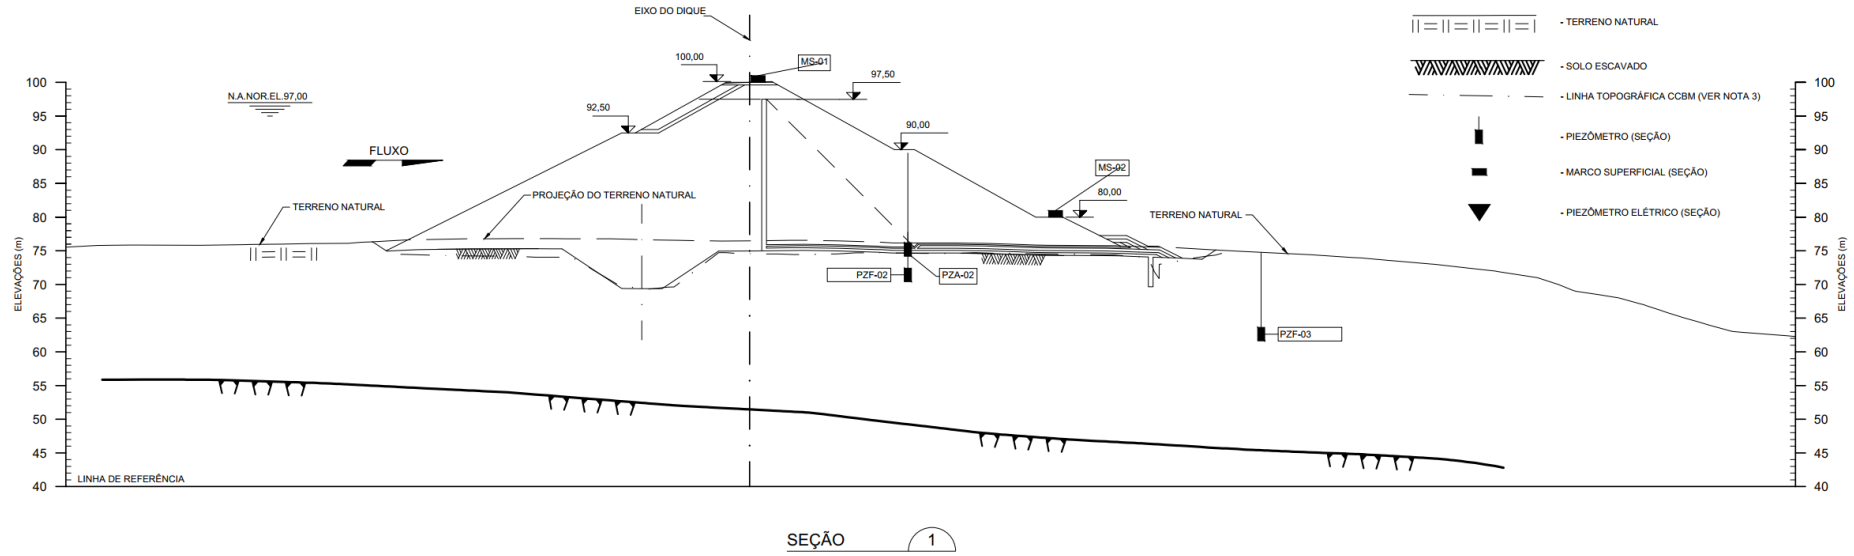 EIXO DO DIQUE
- TERRENO NATURAL
100,00
MS-01
- SOLO ESCAVADO
97,50
100
100
N.A.NOR.EL.97,00
- LINHA TOPOGRÁFICA CCBM (VER NOTA 3)
92,50
95
95
90,00
- PIEZÔMETRO (SEÇÃO)
FLUXO
90
90
MS-02
- MARCO SUPERFICIAL (SEÇÃO)
85
85
PROJEÇÃO DO TERRENO NATURAL
80,00
TERRENO NATURAL
TERRENO NATURAL
- PIEZÔMETRO ELÉTRICO (SEÇÃO)
80
80
75
75
ELEVAÇÕES (m)
ELEVAÇÕES (m)
PZF-02
PZA-02
70
70
65
65
PZF-03
60
60
55
55
50
50
45
45
LINHA DE REFERÊNCIA
40
40
SEÇÃO
1